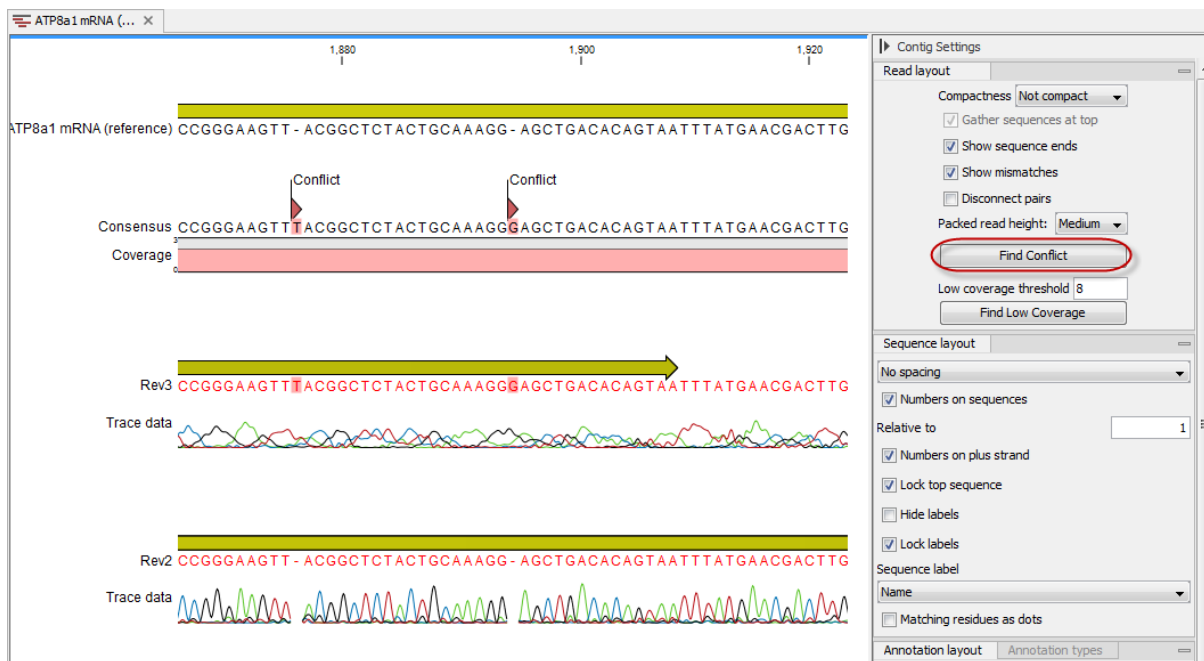 ATP8a1 mRNA (... ×
1,880 1,900 1,920
ATP8a1 mRNA (reference) CCGGGAAGTT-ACGGCTCTACTGCAAAGG-AGCTGACACAGTAATTTATGAACGACTTG
Conflict Conflict
Consensus CCGGGAAGTTTACGGCTCTACTGCAAAGGGAGCTGACACAGTAATTTATGAACGACTTG
3
Coverage
0
Rev3 CCGGGAAGTTTACGGCTCTACTGCAAAGGGAGCTGACACAGTAATTTATGAACGACTTG
Trace data
Rev2 CCGGGAAGTT-ACGGCTCTACTGCAAAGG-AGCTGACACAGTAATTTATGAACGACTTG
Trace data
Contig Settings
Read layout
Compactness Not compact
Gather sequences at top
Show sequence ends
Show mismatches
Disconnect pairs
Packed read height: Medium
Find Conflict
Low coverage threshold 8
Find Low Coverage
Sequence layout
No spacing
Numbers on sequences
Relative to 1
Numbers on plus strand
Lock top sequence
Hide labels
Lock labels
Sequence label
Name
Matching residues as dots
Annotation layout Annotation types